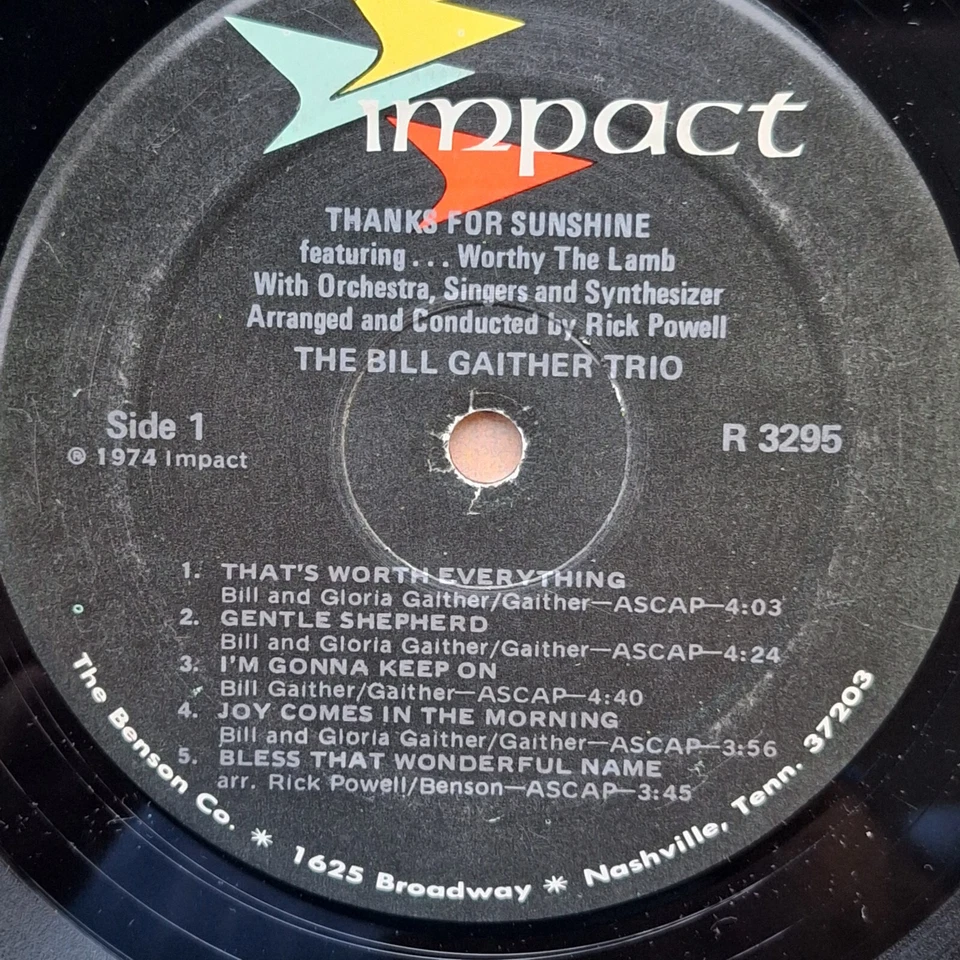 impact
THANKS FOR SUNSHINE
featuring . . . Worthy The Lamb
With Orchestra, Singers and Synthesizer
Arranged and Conducted by Rick Powell
THE BILL GAITHER TRIO
Side 1
R 3295
® 1974 Impact
1. THAT'S WORTH EVERYTHING
Bill and Gloria Gaither/Gaither—ASCAP—4:03
2. GENTLE SHEPHERD
Bill and Gloria Gaither/Gaither—ASCAP—4:24
3. I'M GONNA KEEP ON
Bill Gaither/Gaither—ASCAP—4:40
4. JOY COMES IN THE MORNING
Bill and Gloria Gaither/Gaither—ASCAP—3:56
5. BLESS THAT WONDERFUL NAME
arr. Rick Powell/Benson—ASCAP—3:45
The Benson Co. * 1625 Broadway * Nashville, Tenn. 37203